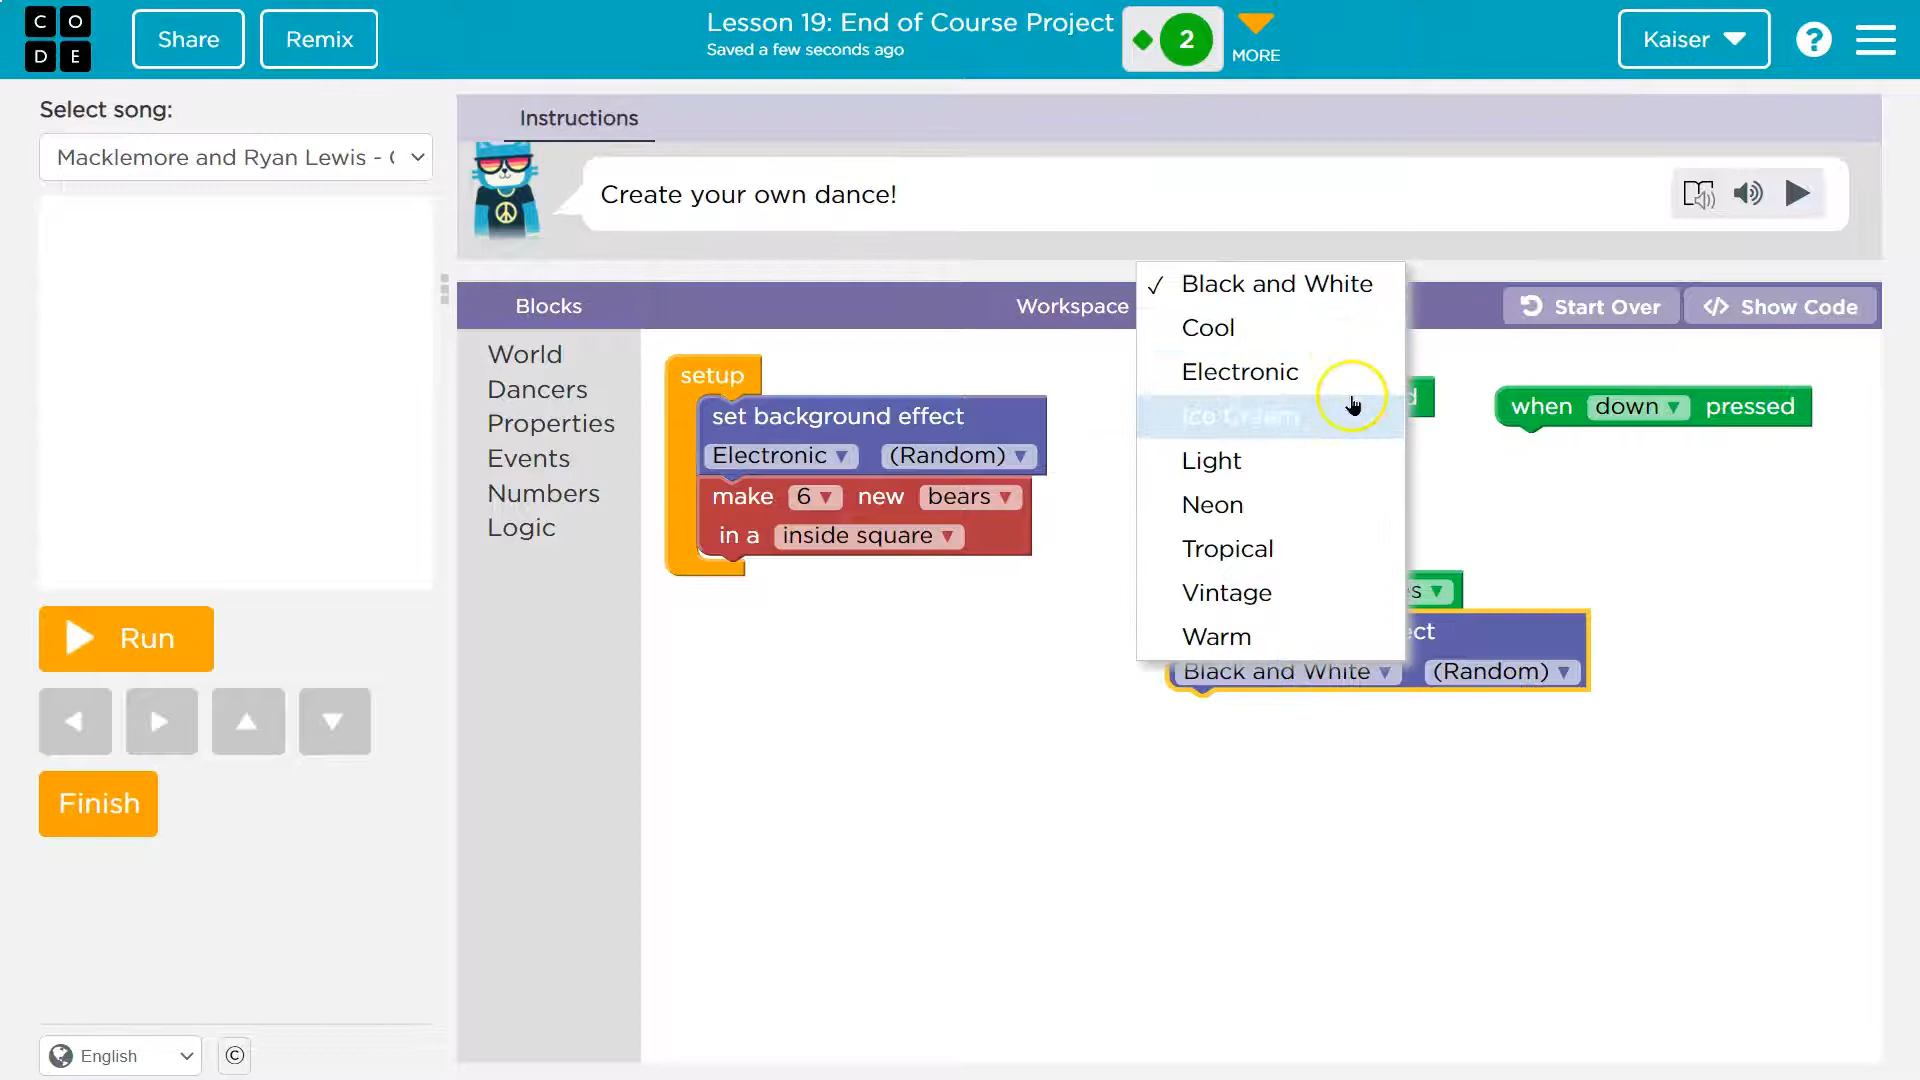 CODE
Share
Remix
Lesson 19: End of Course Project
Saved a few seconds ago
2
MORE
Kaiser
?
Select song:
Macklemore and Ryan Lewis - (
Instructions
Create your own dance!
Blocks
Workspace
Start Over
</> Show Code
World
Dancers
Properties
Events
Numbers
Logic
setup
set background effect
Electronic (Random)
make 6 new bears
in a inside square
✓ Black and White
Cool
Electronic
Ice Cream
Light
Neon
Tropical
Vintage
Warm
d
when down pressed
s
ct
Black and White (Random)
Run
Finish
English
©